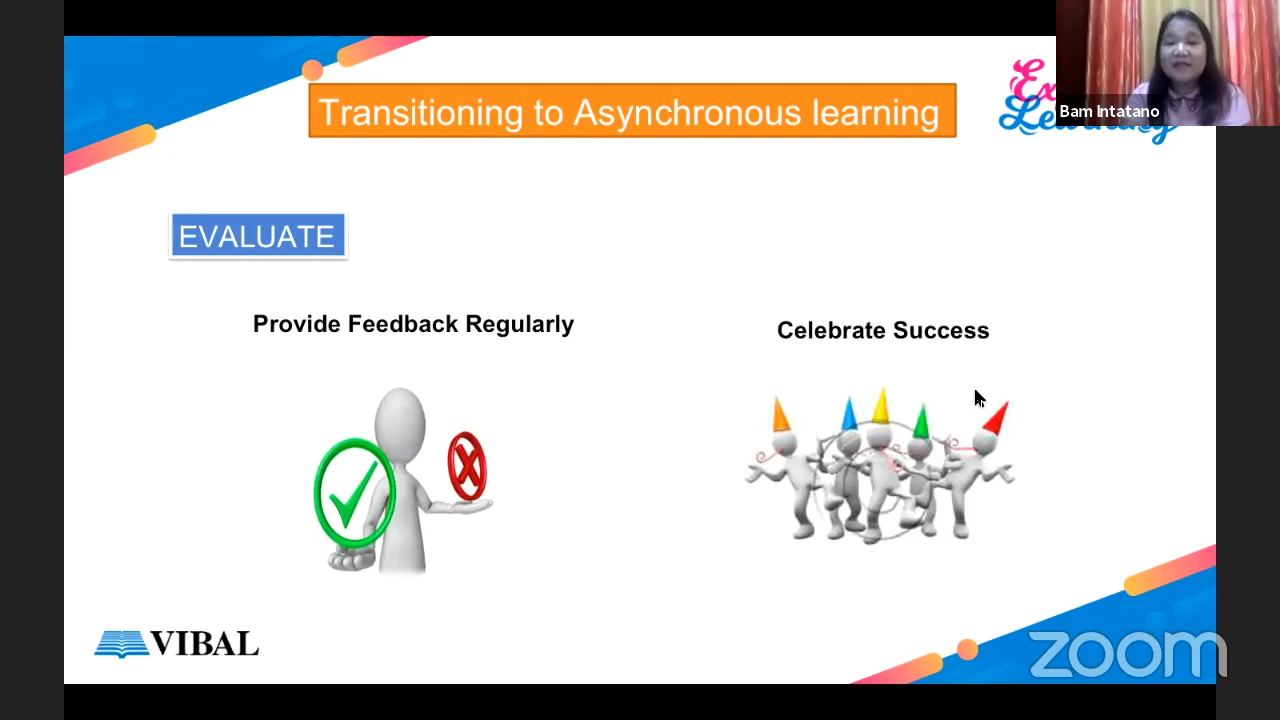 Transitioning to Asynchronous learning
Bam Intatano
EVALUATE
Provide Feedback Regularly
Celebrate Success
VIBAL
zoom